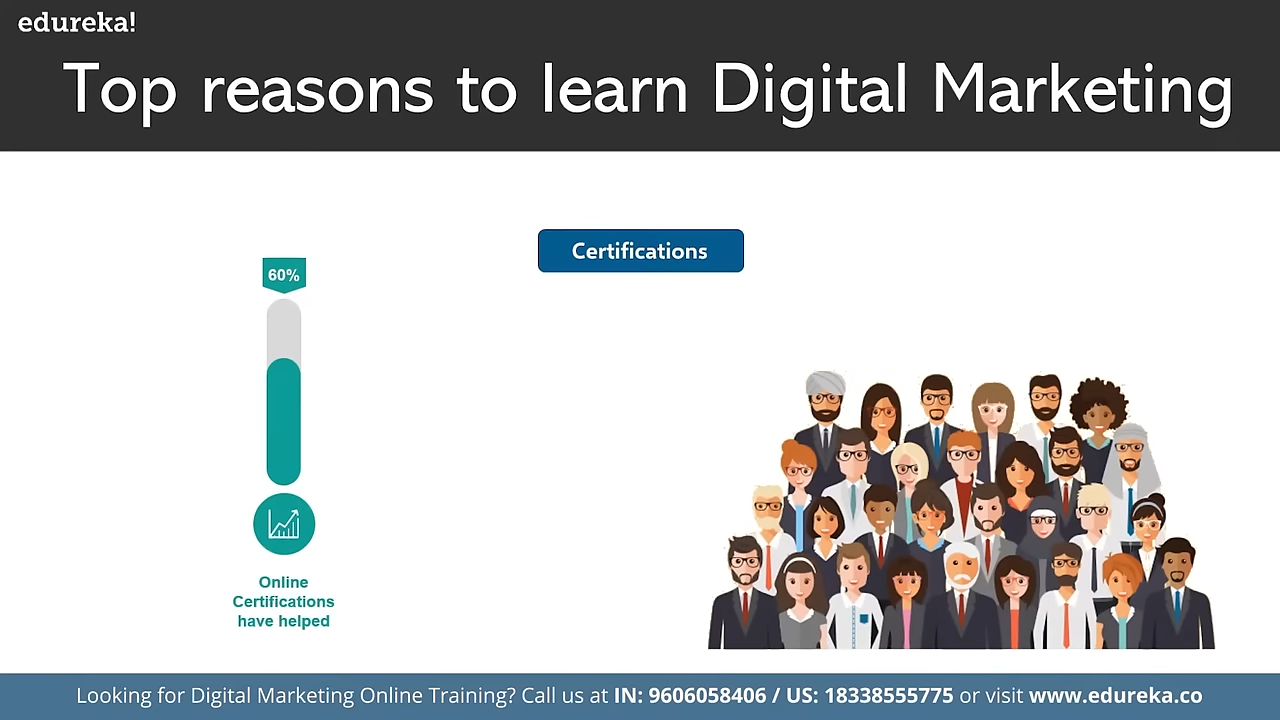 edureka!
Top reasons to learn Digital Marketing
Certifications
60%
Online
Certifications
have helped
Looking for Digital Marketing Online Training? Call us at IN: 9606058406 / US: 18338555775 or visit www.edureka.co